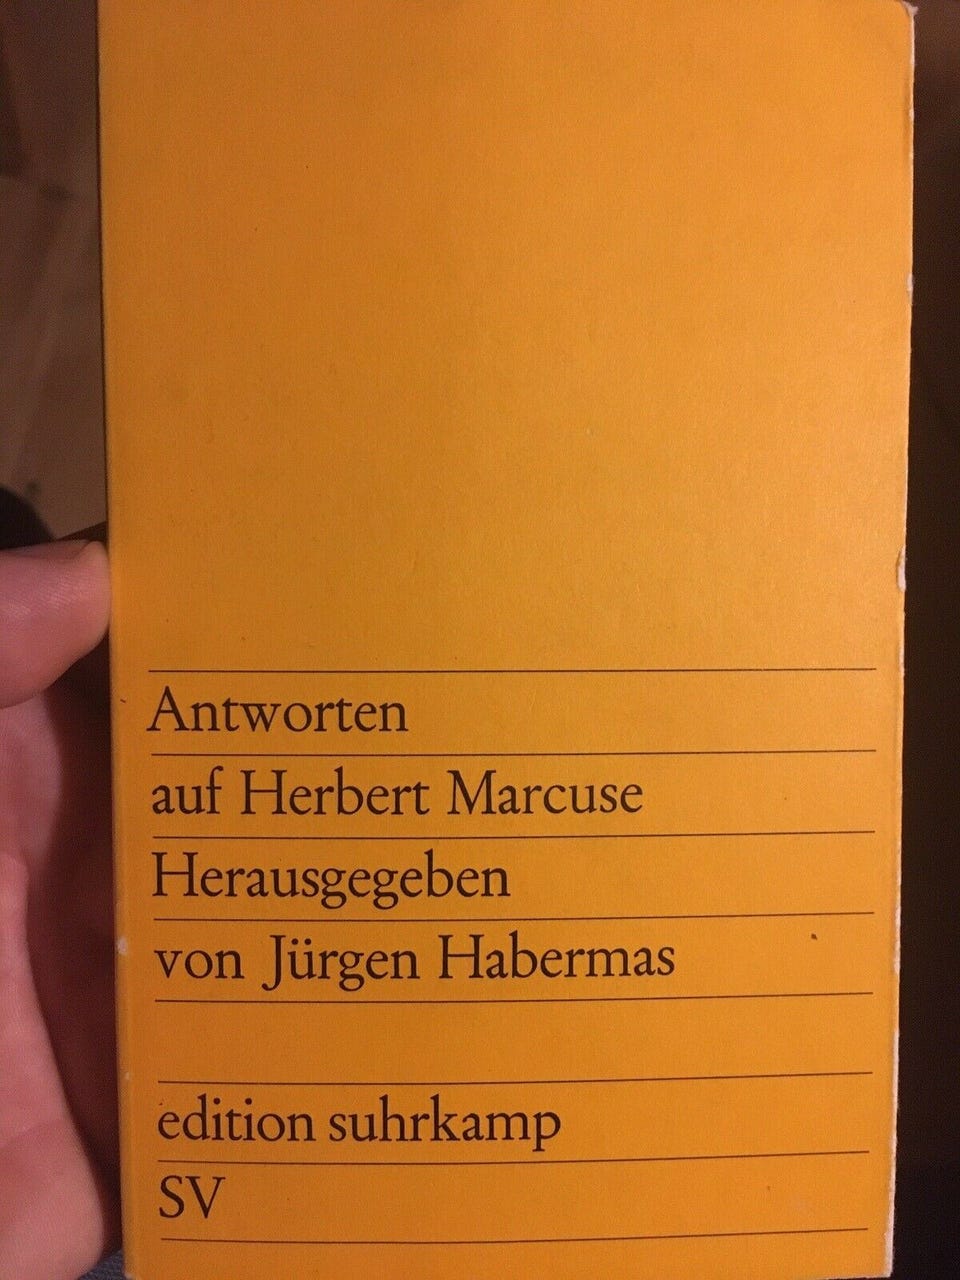 Antworten
auf Herbert Marcuse
Herausgegeben
von Jürgen Habermas
edition suhrkamp
SV